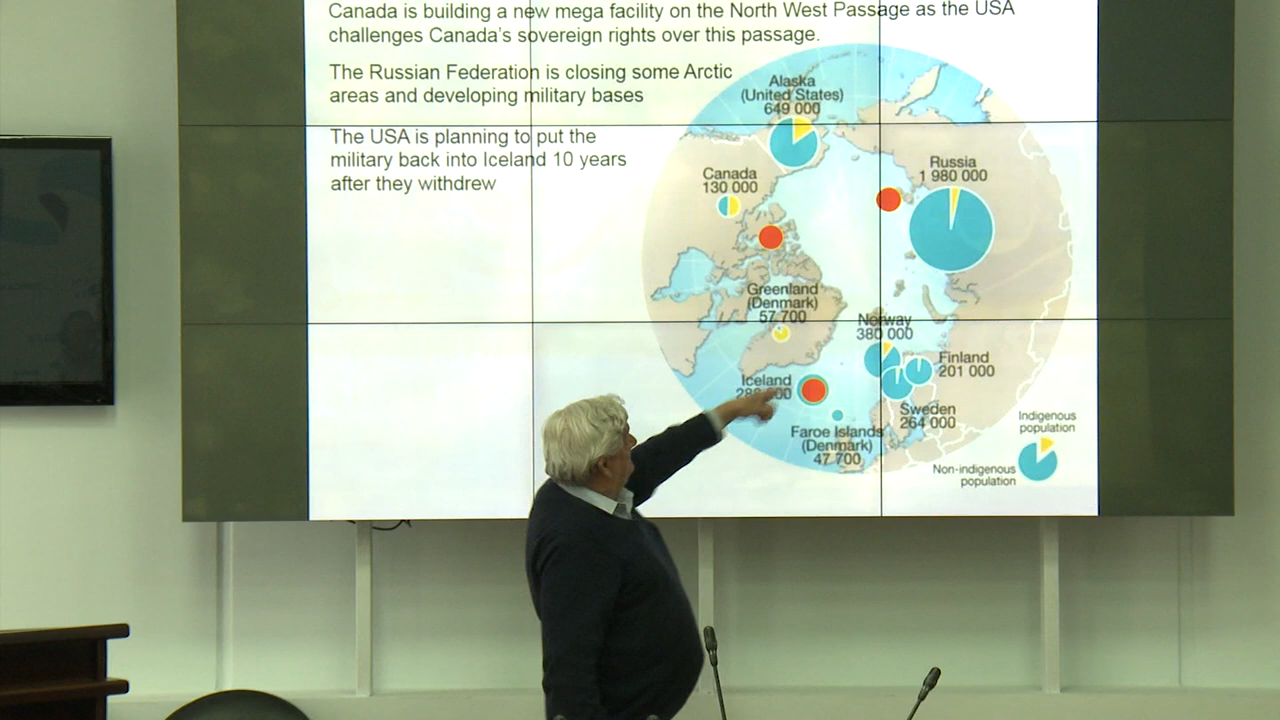 Canada is building a new mega facility on the North West Passage as the USA
challenges Canada's sovereign rights over this passage.
The Russian Federation is closing some Arctic
areas and developing military bases
The USA is planning to put the
military back into Iceland 10 years
after they withdrew
Alaska
(United States)
649 000
Canada
130 000
Russia
1 980 000
Greenland
(Denmark)
57 700
Norway
380 000
Finland
201 000
Iceland
Sweden
264 000
Faroe Islands
(Denmark)
47 700
Indigenous
population
Non-indigenous
population